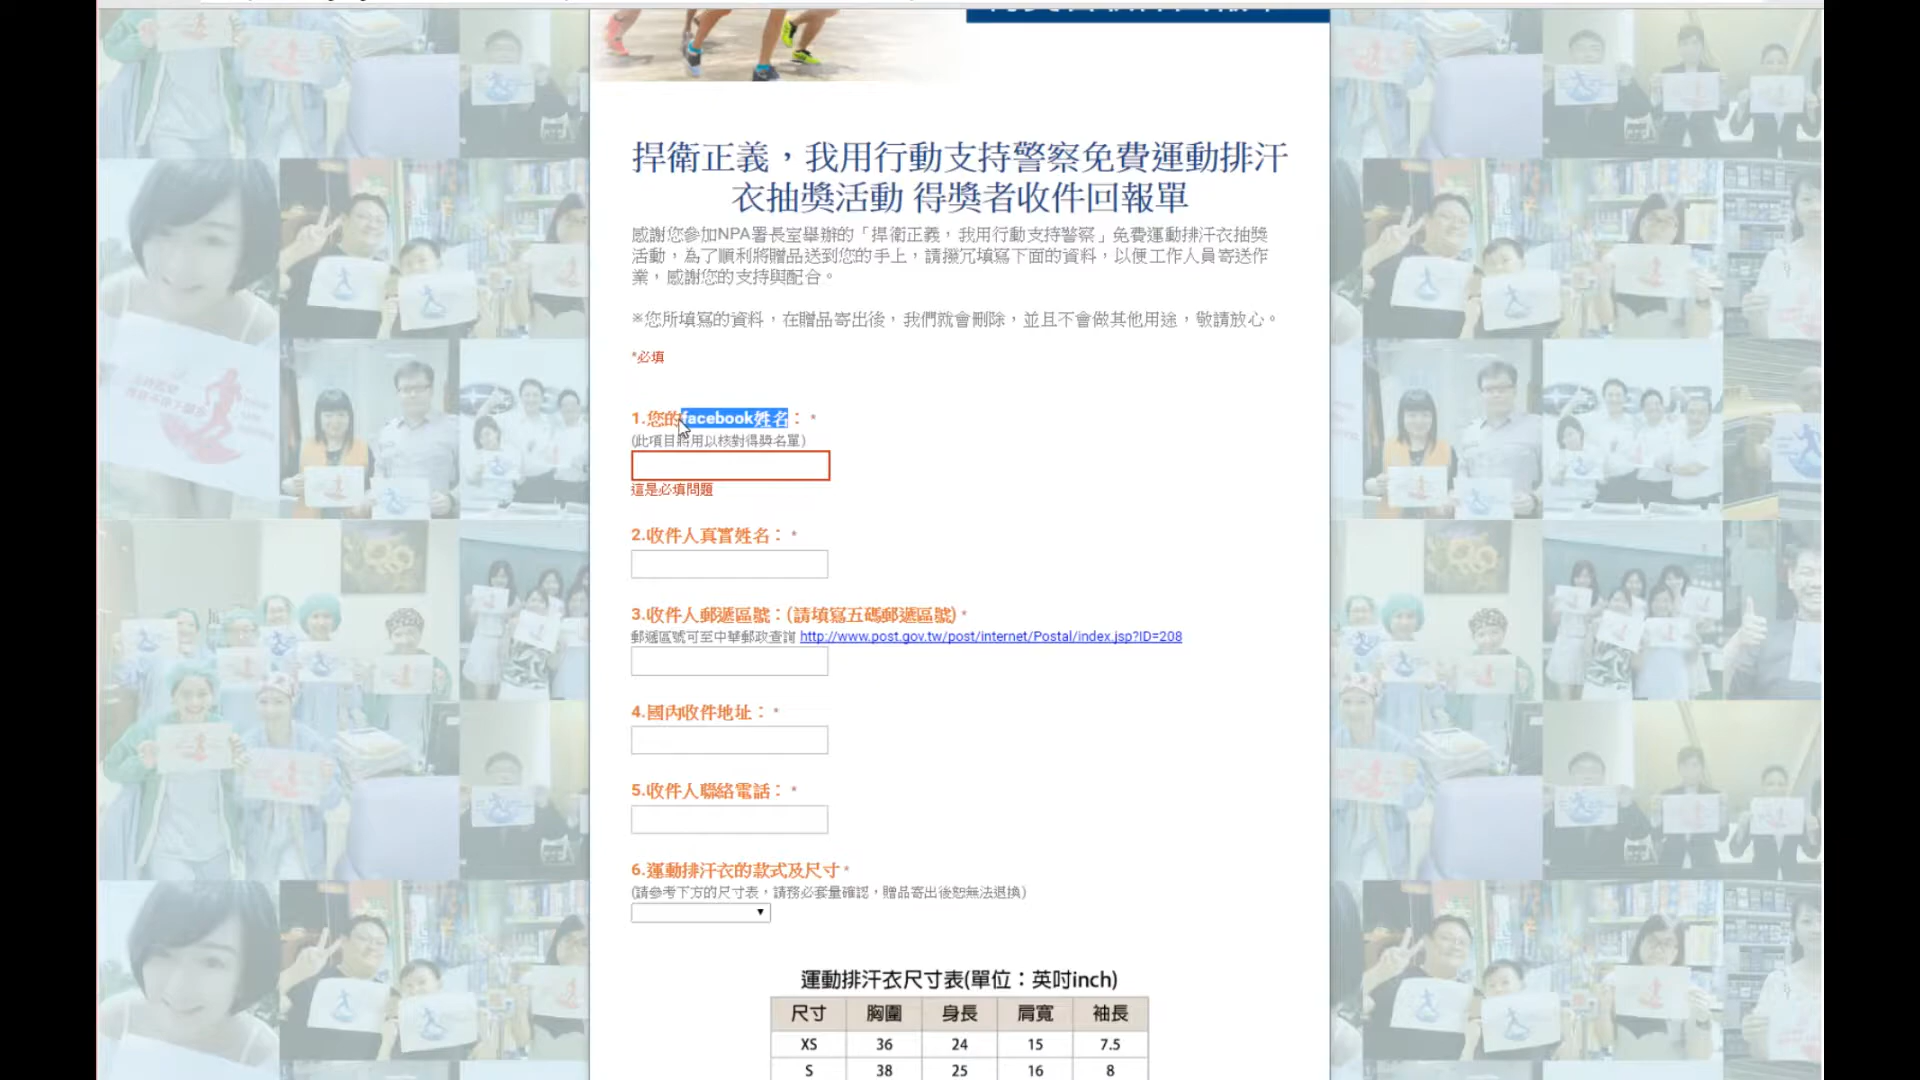 捍衛正義，我用行動支持警察免費運動排汗
衣抽獎活動 得獎者收件回報單
感謝您參加NPA署長室舉辦的「捍衛正義，我用行動支持警察」免費運動排汗衣抽獎
活動，為了順利將贈品送到您的手上，請撥冗填寫下面的資料，以便工作人員寄送作
業，感謝您的支持與配合。
※您所填寫的資料，在贈品寄出後，我們就會刪除，並且不會做其他用途，敬請放心。
*必填
1.您的facebook姓名： *
(此項目將用以核對得獎名單)
這是必填問題
2.收件人真實姓名： *
3.收件人郵遞區號：(請填寫五碼郵遞區號) *
郵遞區號可至中華郵政查詢 http://www.post.gov.tw/post/internet/Postal/index.jsp?ID=208
4.國內收件地址： *
5.收件人聯絡電話： *
6.運動排汗衣的款式及尺寸 *
(請參考下方的尺寸表，請務必套量確認，贈品寄出後恕無法退換)
運動排汗衣尺寸表(單位：英吋inch)
尺寸 胸圍 身長 肩寬 袖長
XS 36 24 15 7.5
S 38 25 16 8